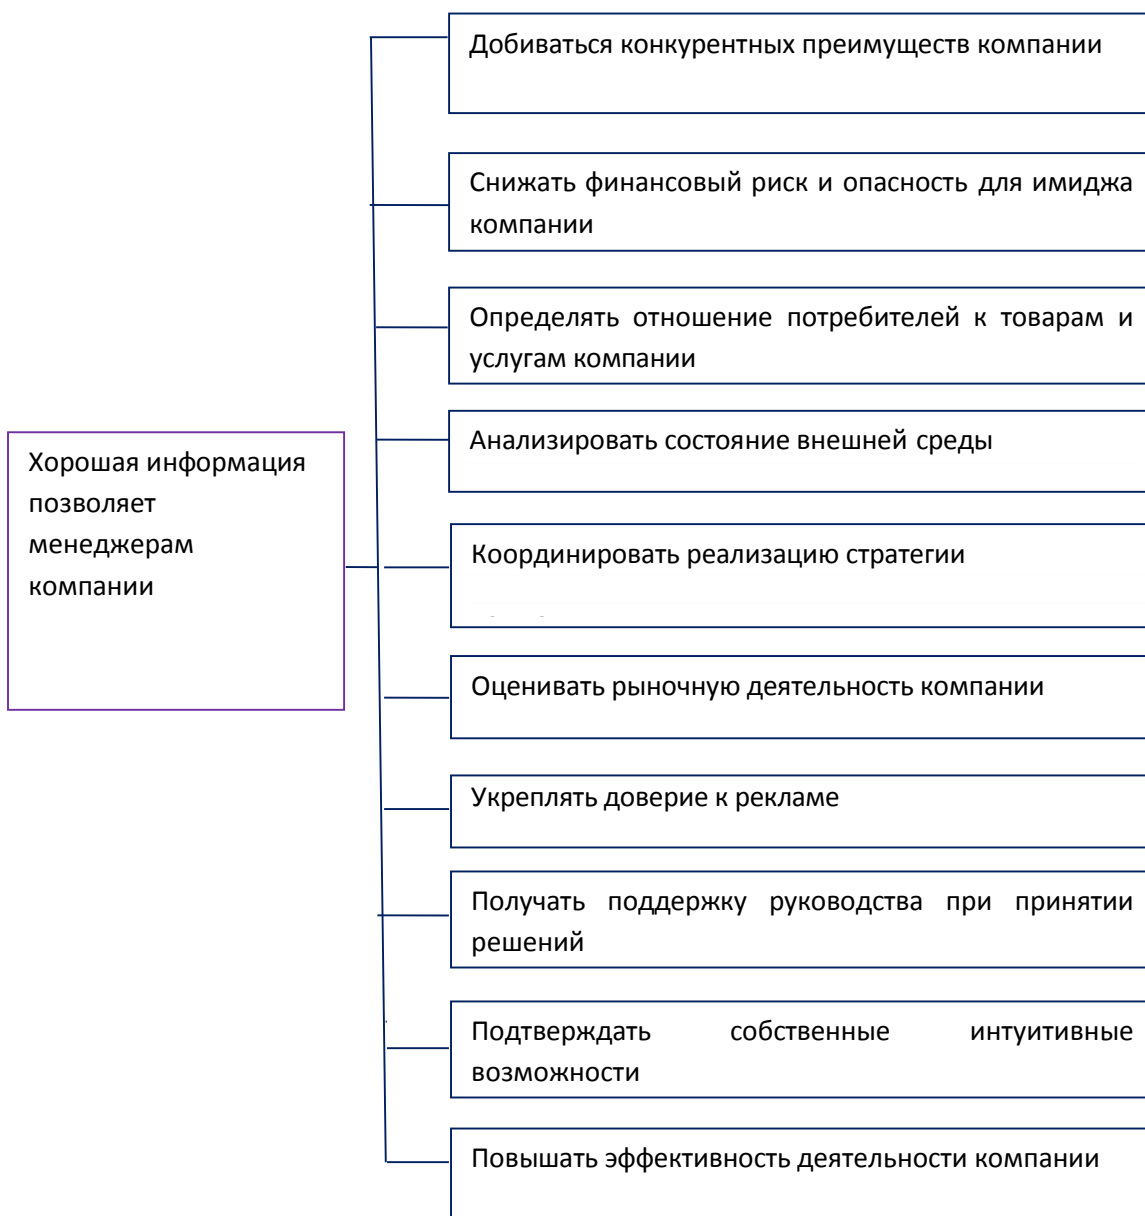 Добиваться конкурентных преимуществ компании
Снижать финансовый риск и опасность для имиджа
компании
Определять отношение потребителей к товарам и
услугам компании
Анализировать состояние внешней среды
Хорошая информация
позволяет
менеджерам
компании
Координировать реализацию стратегии
Оценивать рыночную деятельность компании
Укреплять доверие к рекламе
Получать поддержку руководства при принятии
решений
Подтверждать собственные интуитивные
возможности
Повышать эффективность деятельности компании